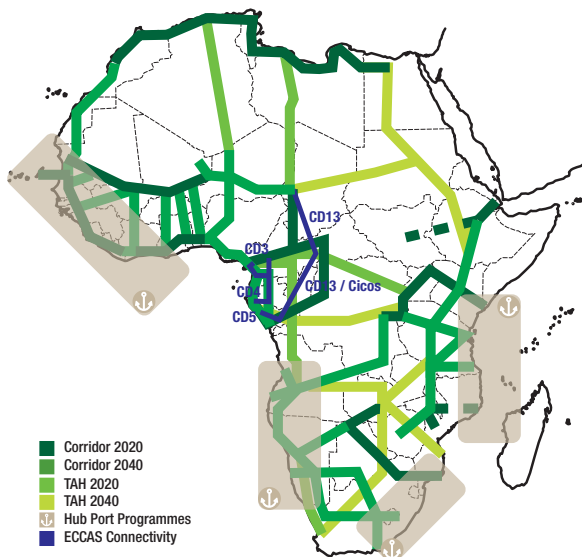 CD13
CD3
CD13 / Cicos
CD4
CD5
Corridor 2020
Corridor 2040
TAH 2020
TAH 2040
Hub Port Programmes
ECCAS Connectivity